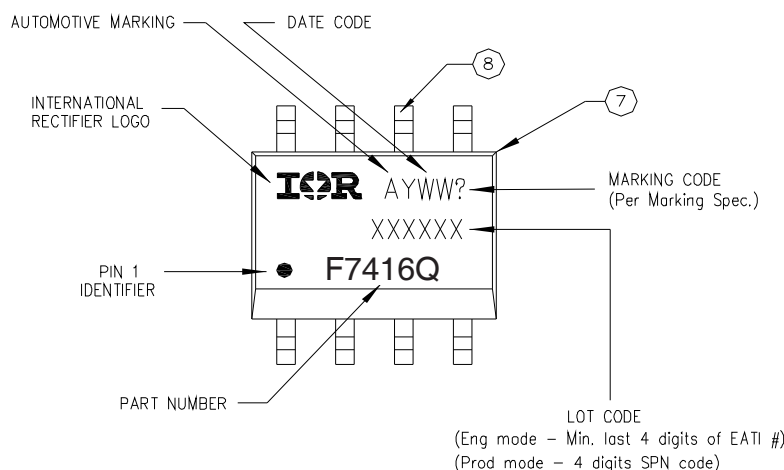 AUTOMOTIVE MARKING
DATE CODE
8
INTERNATIONAL
RECTIFIER LOGO
7
IOR
AYWW?
MARKING CODE
(Per Marking Spec.)
XXXXXX
PIN 1
IDENTIFIER
F7416Q
PART NUMBER
LOT CODE
(Eng mode – Min. last 4 digits of EATI #)
(Prod mode – 4 digits SPN code)